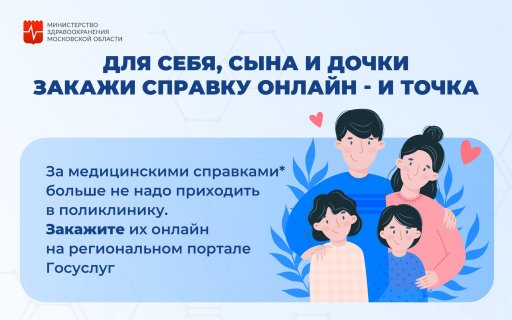 МИНИСТЕРСТВО
ЗДРАВООХРАНЕНИЯ
МОСКОВСКОЙ ОБЛАСТИ
ДЛЯ СЕБЯ, СЫНА И ДОЧКИ
ЗАКАЖИ СПРАВКУ ОНЛАЙН - И ТОЧКА
За медицинскими справками*
больше не надо приходить
в поликлинику.
Закажите их онлайн
на региональном портале
Госуслуг